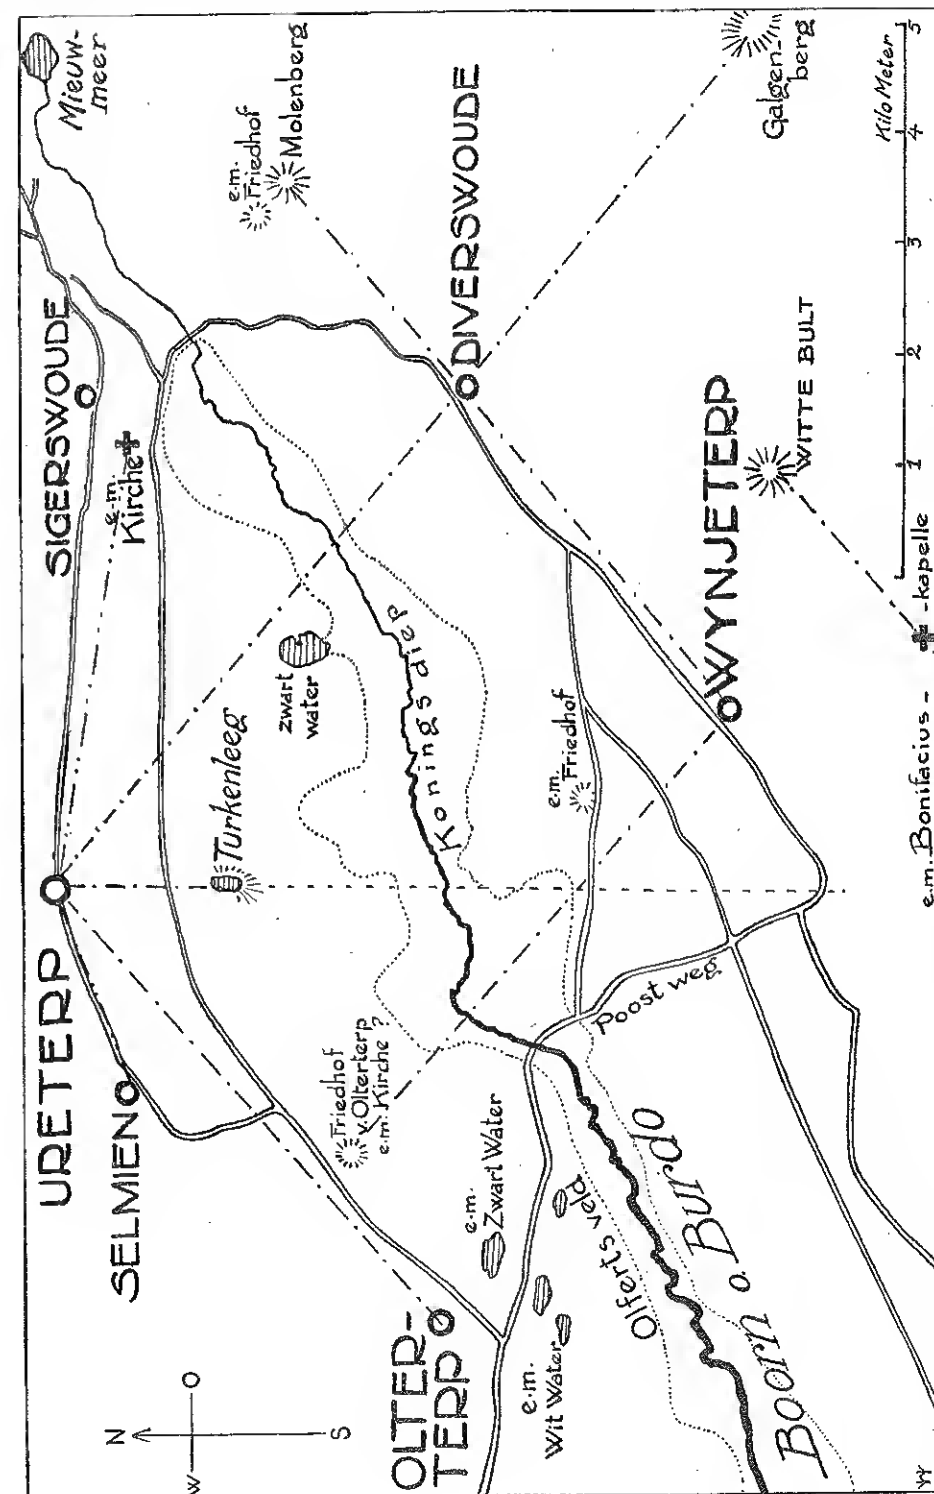 Mieuw-
meer
e.m.
Friedhof
Molenberg
Galgen-
berg
Kilo Meter
1 2 3 4 5
SIGERSWOUDE
e.m.
Kirche
DIVERSWOUDE
WITTE BULT
URETERP
Turkenleeg
zwart
water
Koningsdiep
e.m.
Friedhof
WYNJETERP
e.m. Bonifacius-
-kapelle
SELMIEN
Friedhof
v. Olterterp
e.m. Kirche?
Poost weg
e.m.
Zwart Water
OLTER-
TERP
e.m.
Wit Water
Olferts veld
Boorn o. Burdo
N
W
O
S